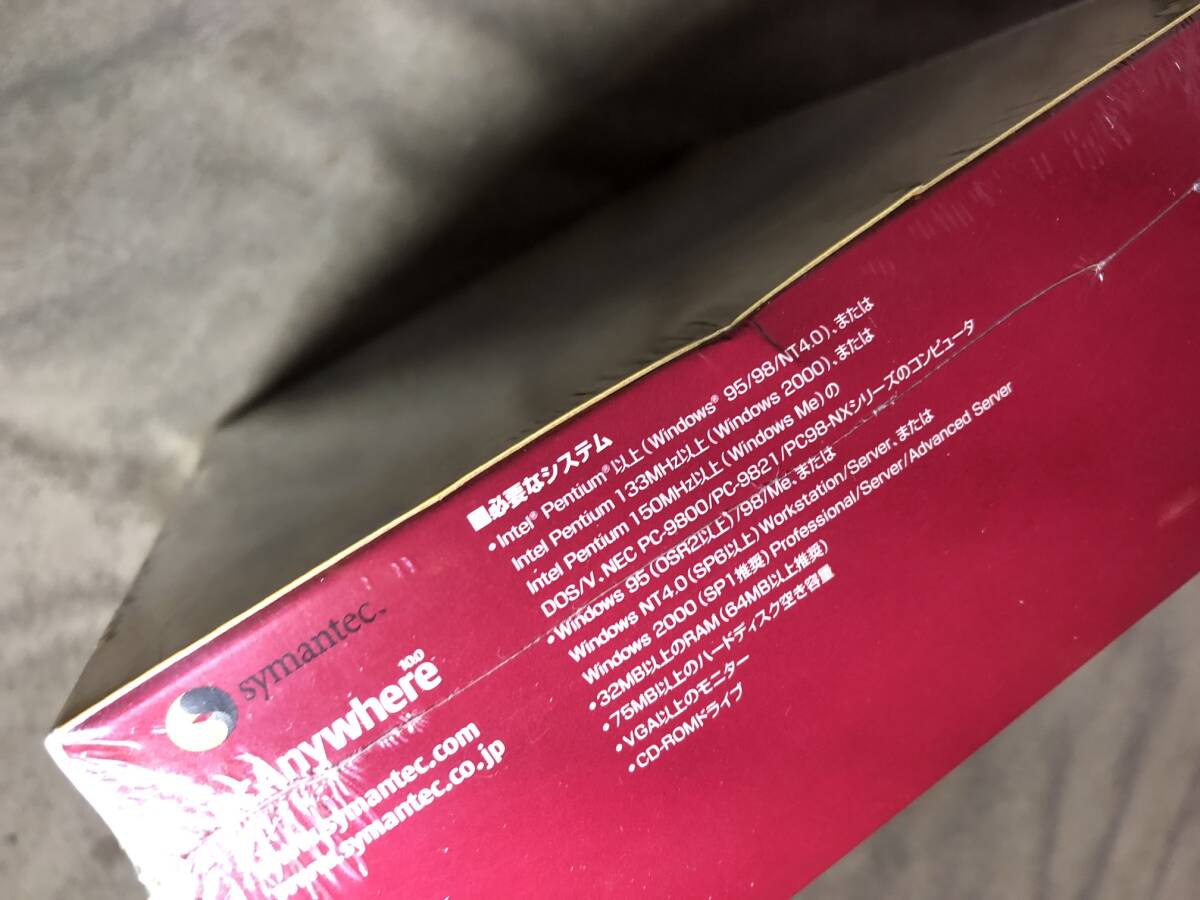 symantec™
Anywhere 10.0
www.symantec.com
www.symantec.co.jp
■必要なシステム
・Intel® Pentium®以上(Windows® 95/98/NT4.0)、または
Intel Pentium 133MHz以上(Windows 2000)、または
Intel Pentium 150MHz以上(Windows Me)の
DOS/V、NEC PC-9800/PC-9821/PC98-NXシリーズのコンピュータ
・Windows 95(OSR2以上)/98/Me、または
Windows NT4.0(SP6以上)Workstation/Server、または
Windows 2000(SP1推奨)Professional/Server/Advanced Server
・32MB以上のRAM(64MB以上推奨)
・75MB以上のハードディスク空き容量
・VGA以上のモニター
・CD-ROMドライブ